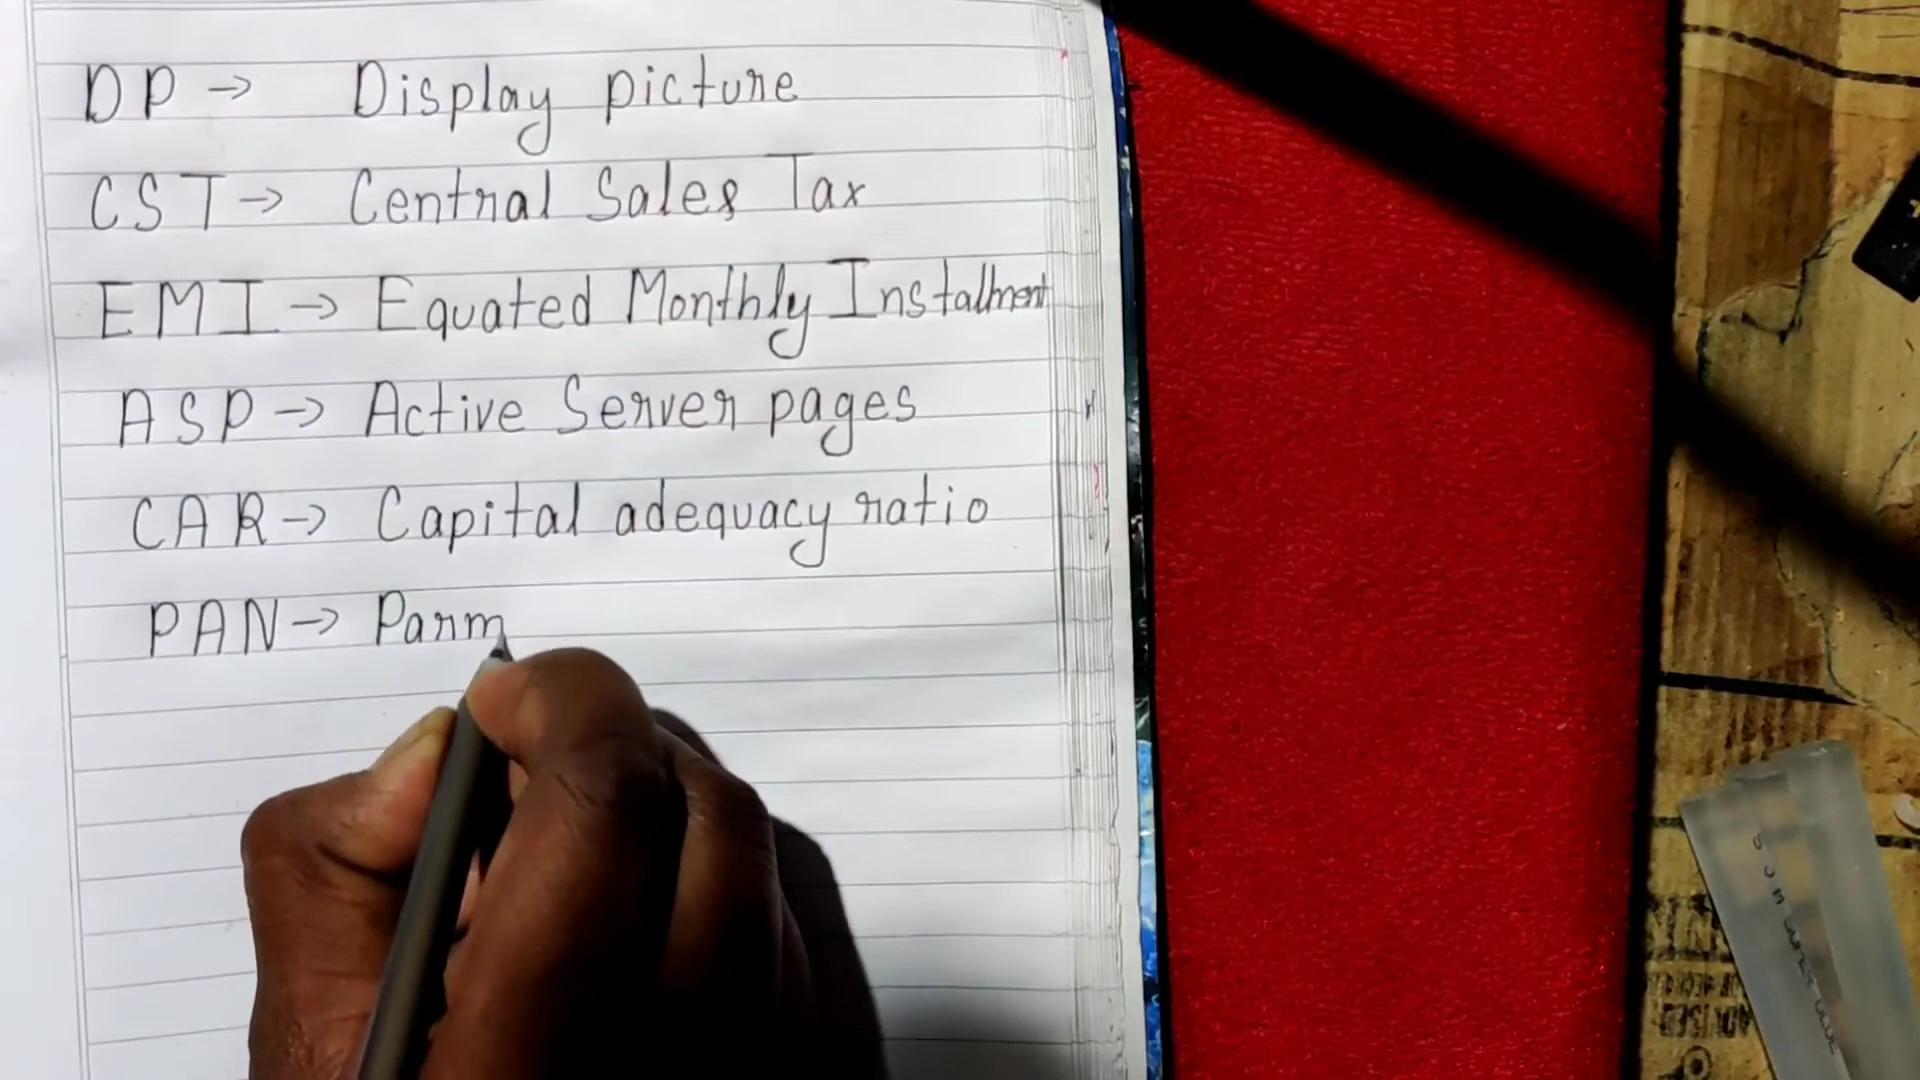 DP → Display picture
CST → Central Sales Tax
EMI → Equated Monthly Installment
ASP → Active Server pages
CAR → Capital adequacy ratio
PAN → Parm